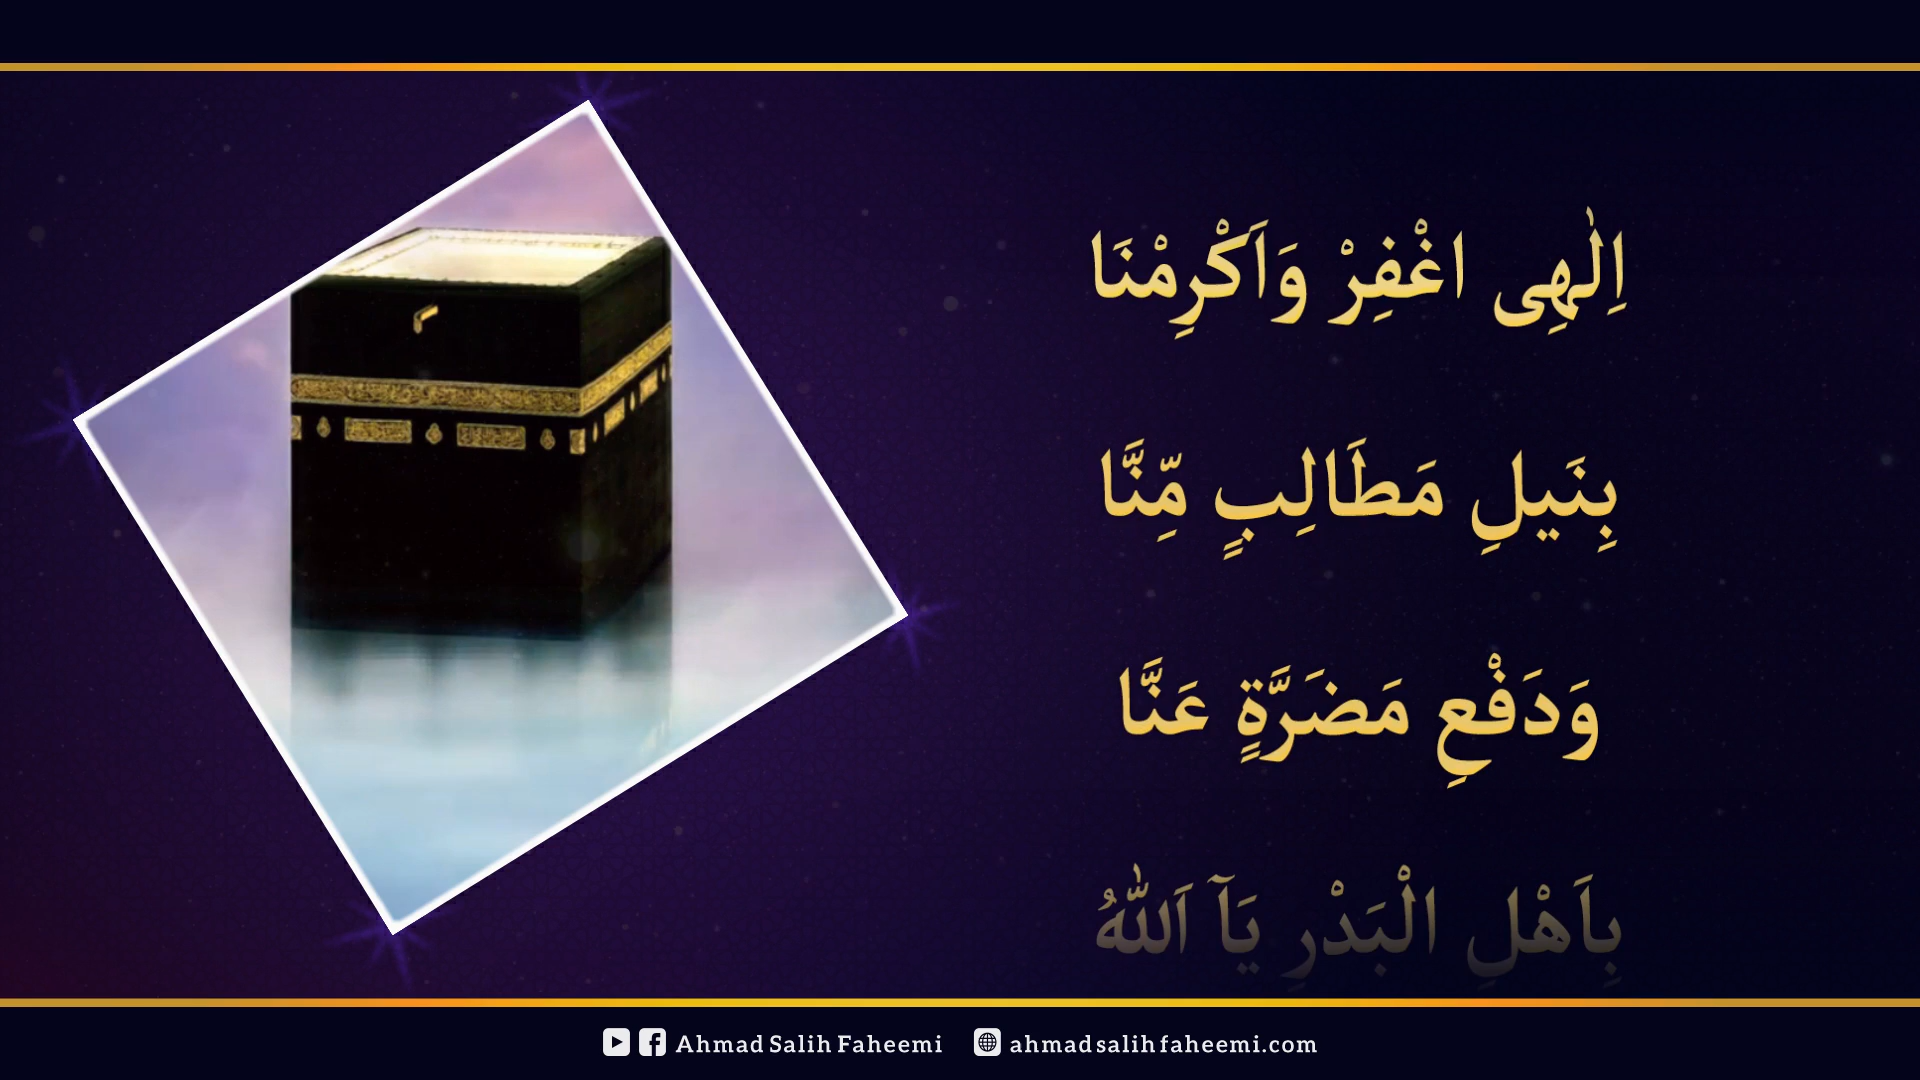 اِلٰهِى اغْفِرْ وَاَكْرِمْنَا
بِنَيلِ مَطَالِبٍ مِّنَّا
وَدَفْعِ مَضَرَّةٍ عَنَّا
بِاَهْلِ الْبَدْرِ يَآ اَللّٰهُ
Ahmad Salih Faheemi ahmadsalihfaheemi.com